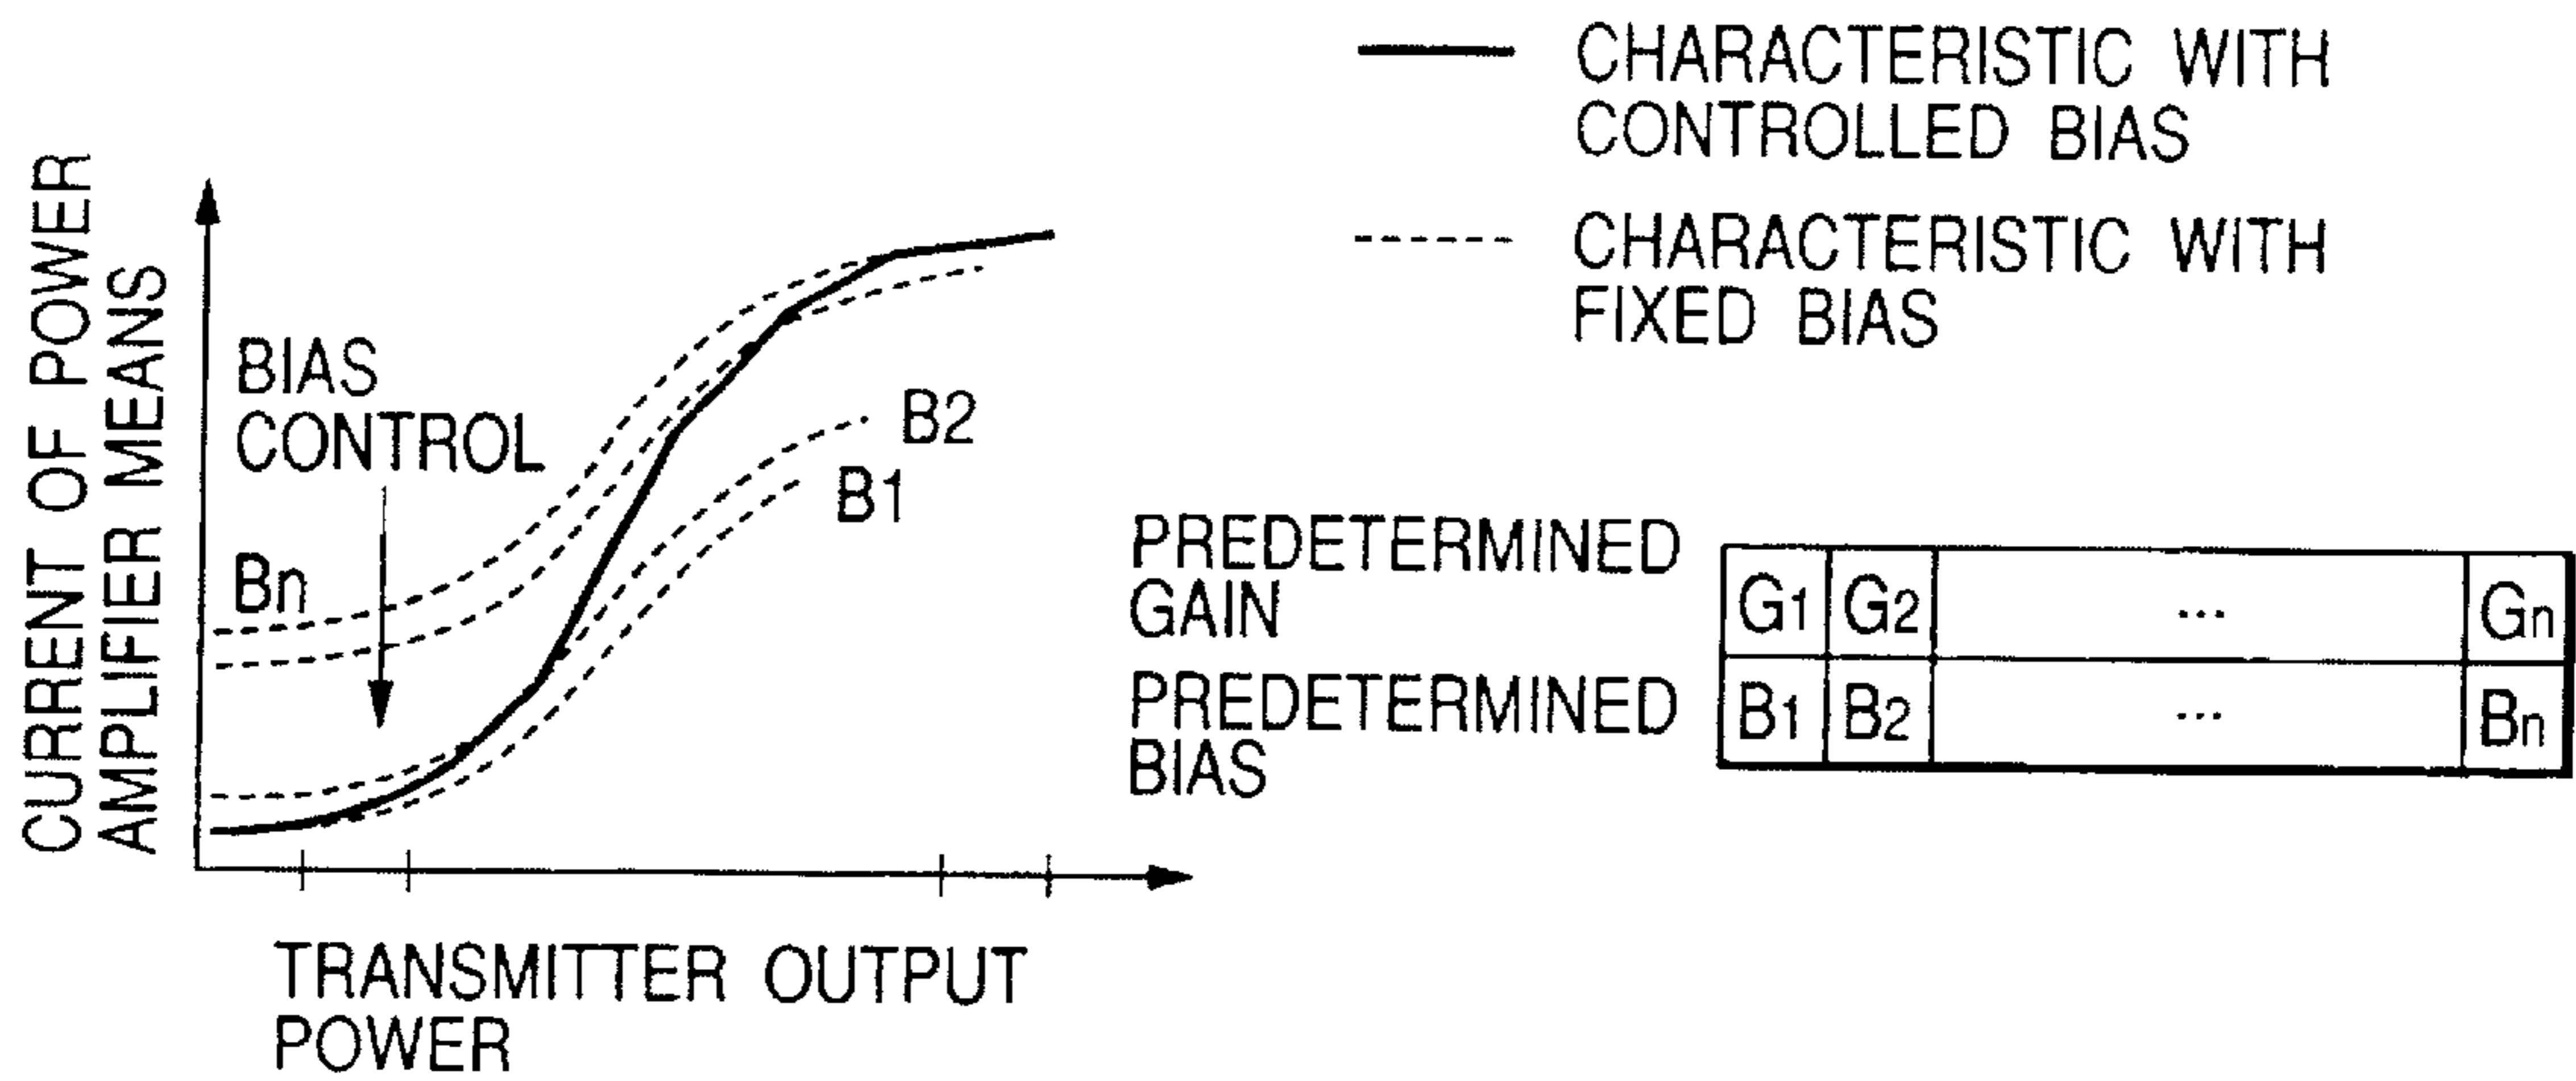 CHARACTERISTIC WITH
CONTROLLED BIAS
CHARACTERISTIC WITH
FIXED BIAS
CURRENT OF POWER
AMPLIFIER MEANS
BIAS
CONTROL
Bn
B2
B1
TRANSMITTER OUTPUT
POWER
PREDETERMINED
GAIN
G1 G2 ... Gn
PREDETERMINED
BIAS
B1 B2 ... Bn